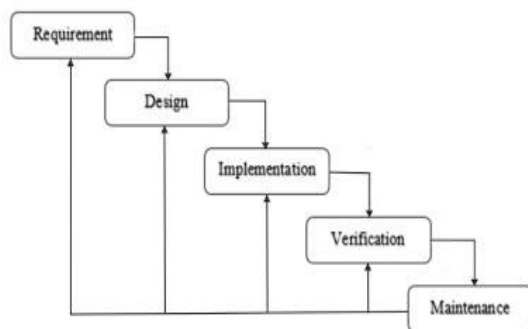 Requirement
Design
Implementation
Verification
Maintenance